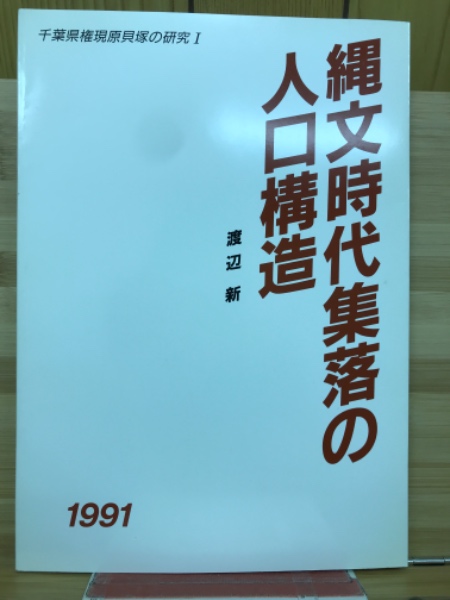 千葉県権現原貝塚の研究 I
縄文時代集落の
人口構造
渡辺 新
1991